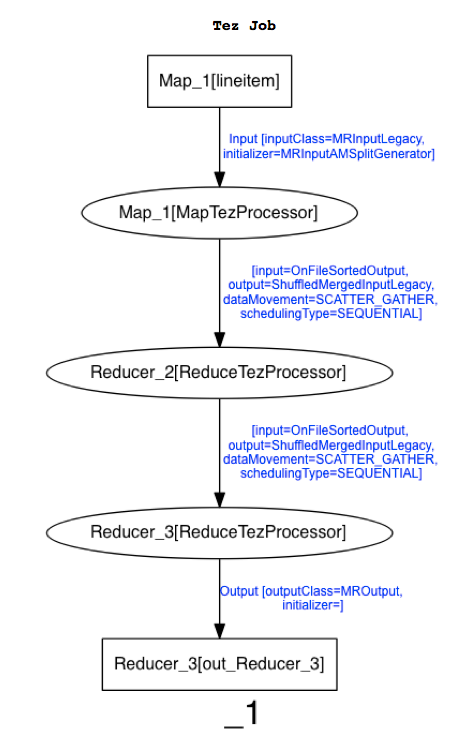 Tez Job
Map_1[lineitem]
Input [inputClass=MRInputLegacy,
initializer=MRInputAMSplitGenerator]
Map_1[MapTezProcessor]
[input=OnFileSortedOutput,
output=ShuffledMergedInputLegacy,
dataMovement=SCATTER_GATHER,
schedulingType=SEQUENTIAL]
Reducer_2[ReduceTezProcessor]
[input=OnFileSortedOutput,
output=ShuffledMergedInputLegacy,
dataMovement=SCATTER_GATHER,
schedulingType=SEQUENTIAL]
Reducer_3[ReduceTezProcessor]
Output [outputClass=MROutput,
initializer=]
Reducer_3[out_Reducer_3]
_1